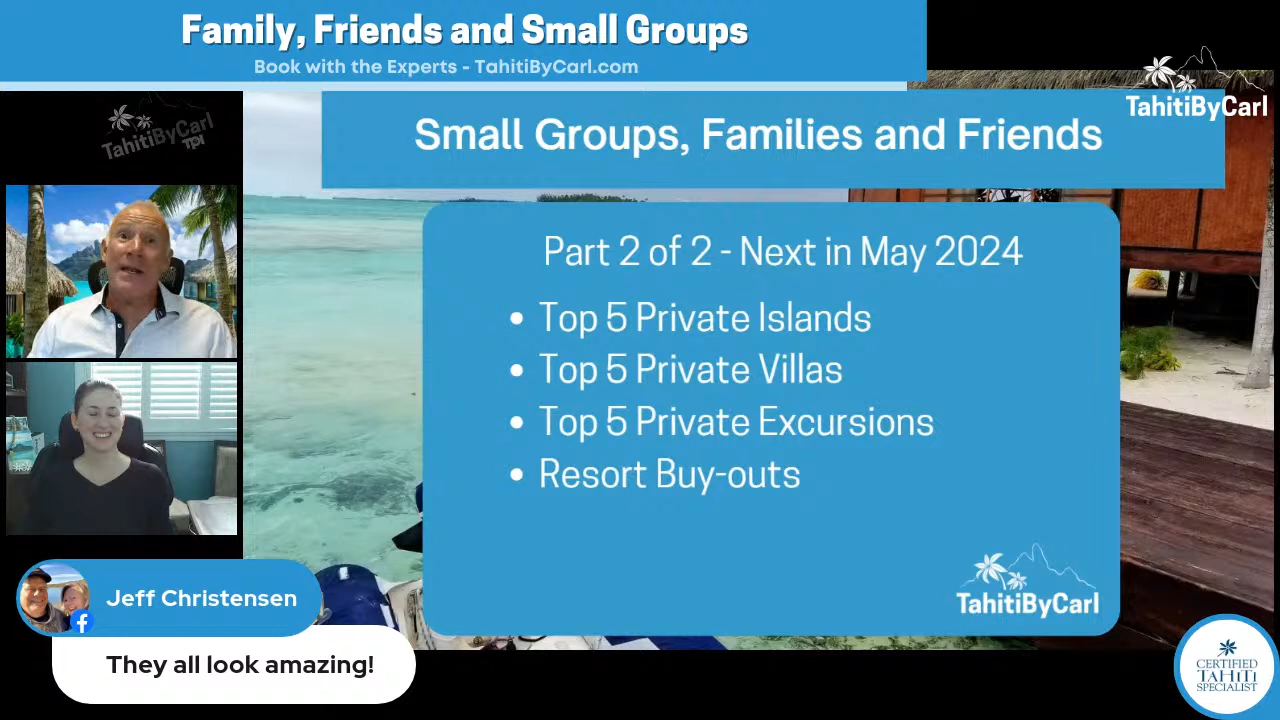 Family, Friends and Small Groups
Book with the Experts - TahitiByCarl.com
TahitiByCarl
TahitiByCarl
TPI
Small Groups, Families and Friends
Part 2 of 2 - Next in May 2024
• Top 5 Private Islands
• Top 5 Private Villas
• Top 5 Private Excursions
• Resort Buy-outs
TahitiByCarl
Jeff Christensen
They all look amazing!
CERTIFIED
TAHITI
SPECIALIST